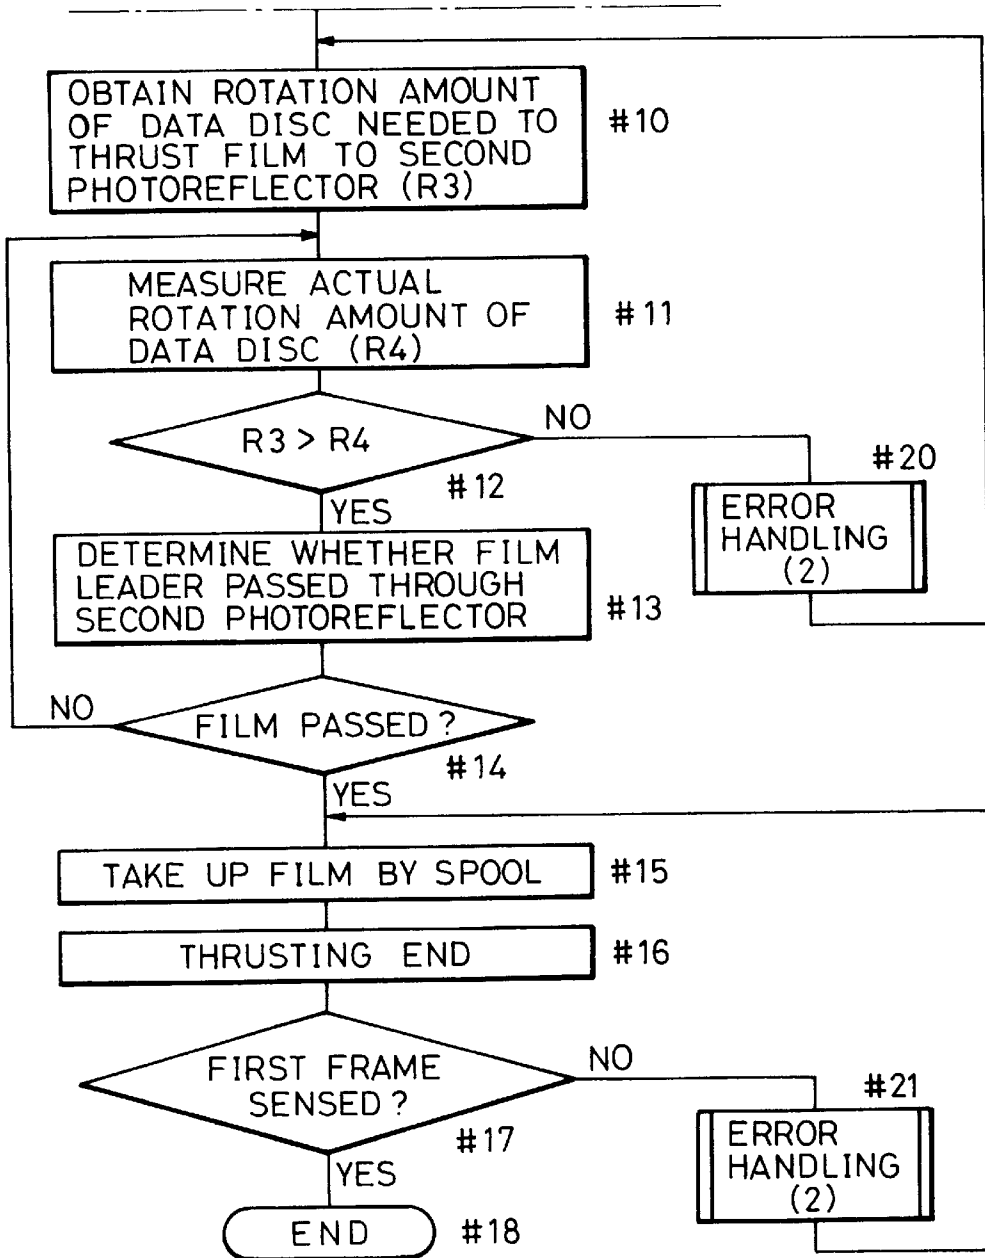 OBTAIN ROTATION AMOUNT
OF DATA DISC NEEDED TO
THRUST FILM TO SECOND
PHOTOREFLECTOR (R3)
#10
MEASURE ACTUAL
ROTATION AMOUNT OF
DATA DISC (R4)
#11
R3 > R4
NO
#12
YES
#20
ERROR
HANDLING
(2)
DETERMINE WHETHER FILM
LEADER PASSED THROUGH
SECOND PHOTOREFLECTOR
#13
NO
FILM PASSED ?
#14
YES
TAKE UP FILM BY SPOOL
#15
THRUSTING END
#16
FIRST FRAME
SENSED ?
NO
#17
YES
#21
ERROR
HANDLING
(2)
END
#18